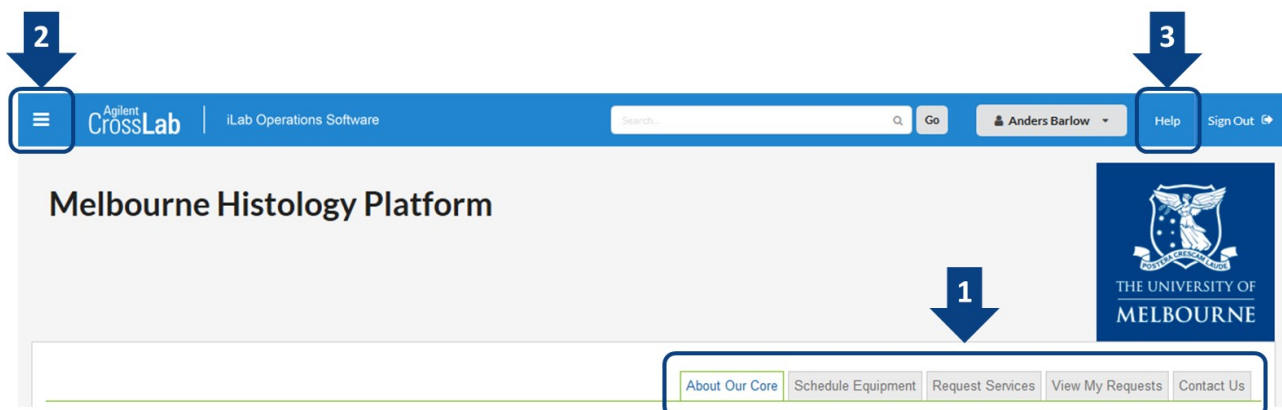 2
3
Agilent
CrossLab
iLab Operations Software
Search...
Go
Anders Barlow
Help
Sign Out
Melbourne Histology Platform
POSTERA CRESCAM LAUDE
THE UNIVERSITY OF
MELBOURNE
1
About Our Core
Schedule Equipment
Request Services
View My Requests
Contact Us